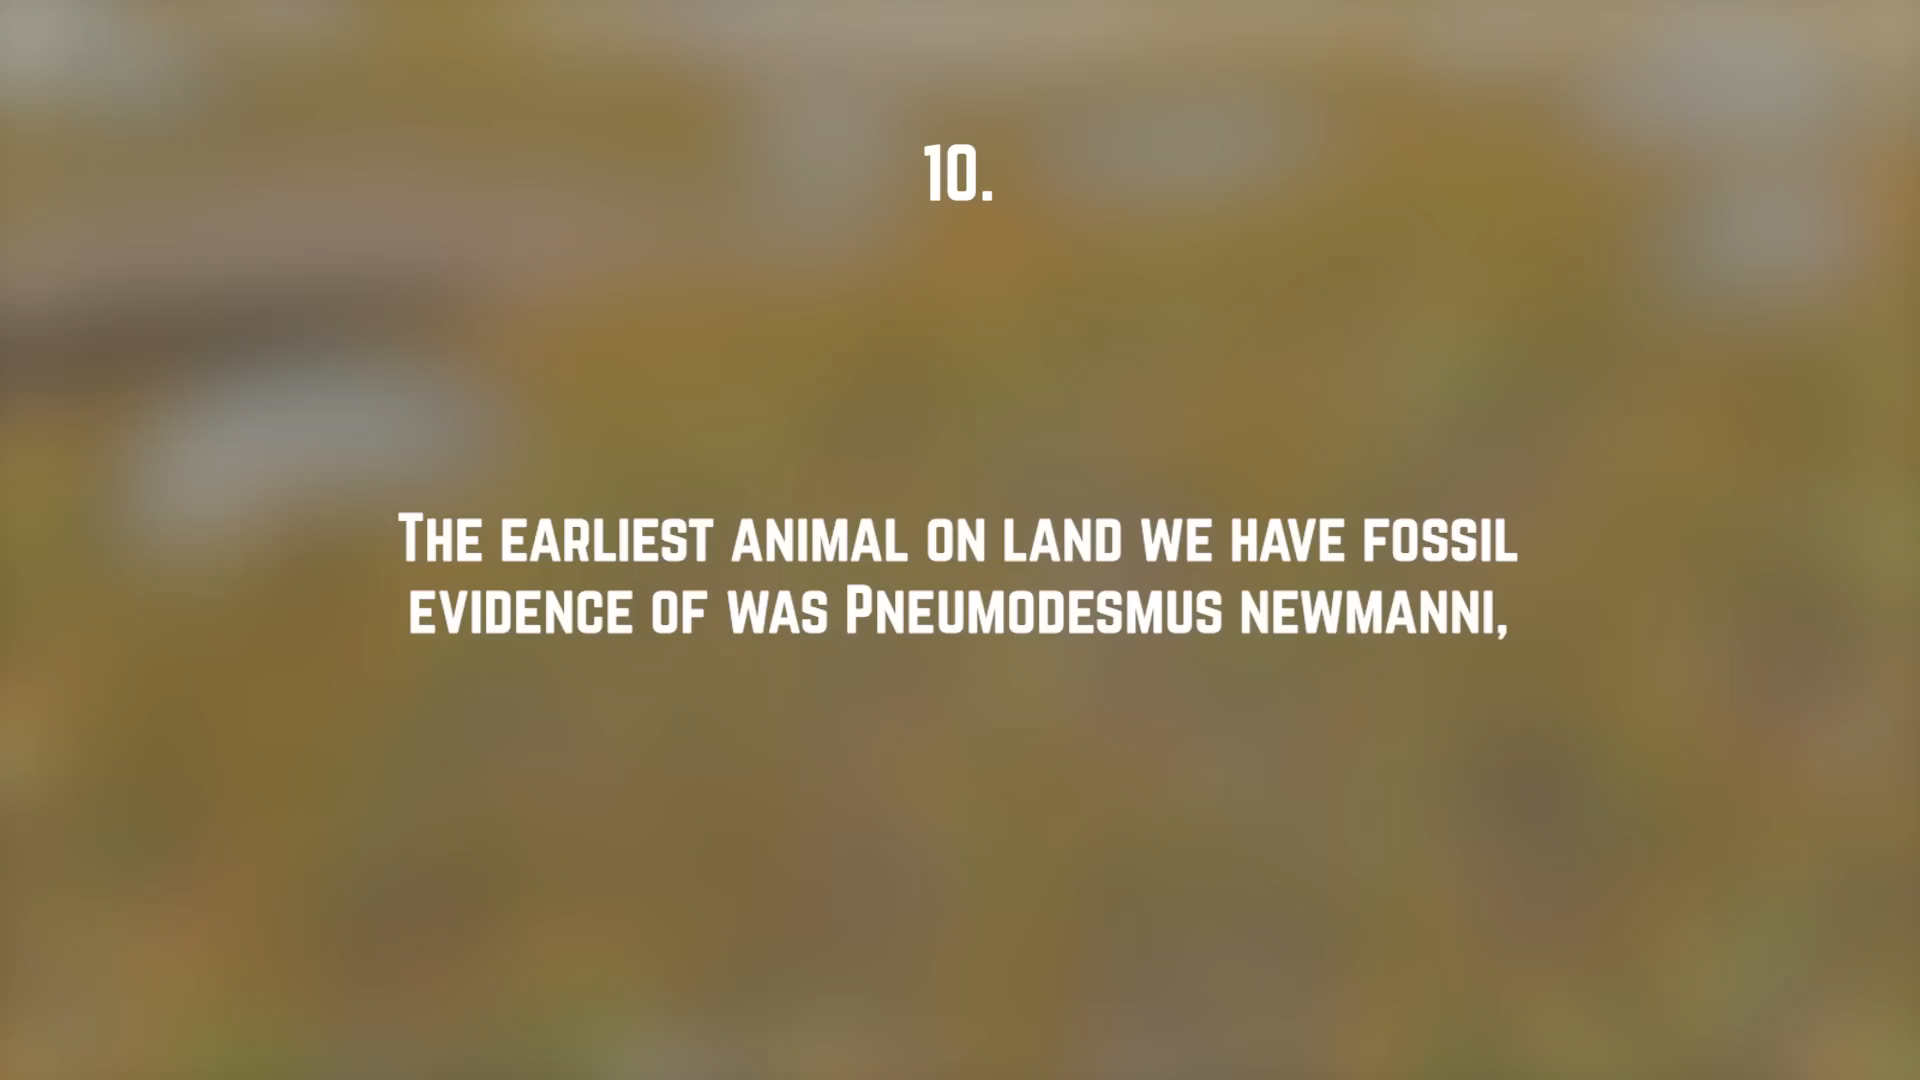 10.
The earliest animal on land we have fossil
evidence of was Pneumodesmus newmanni,